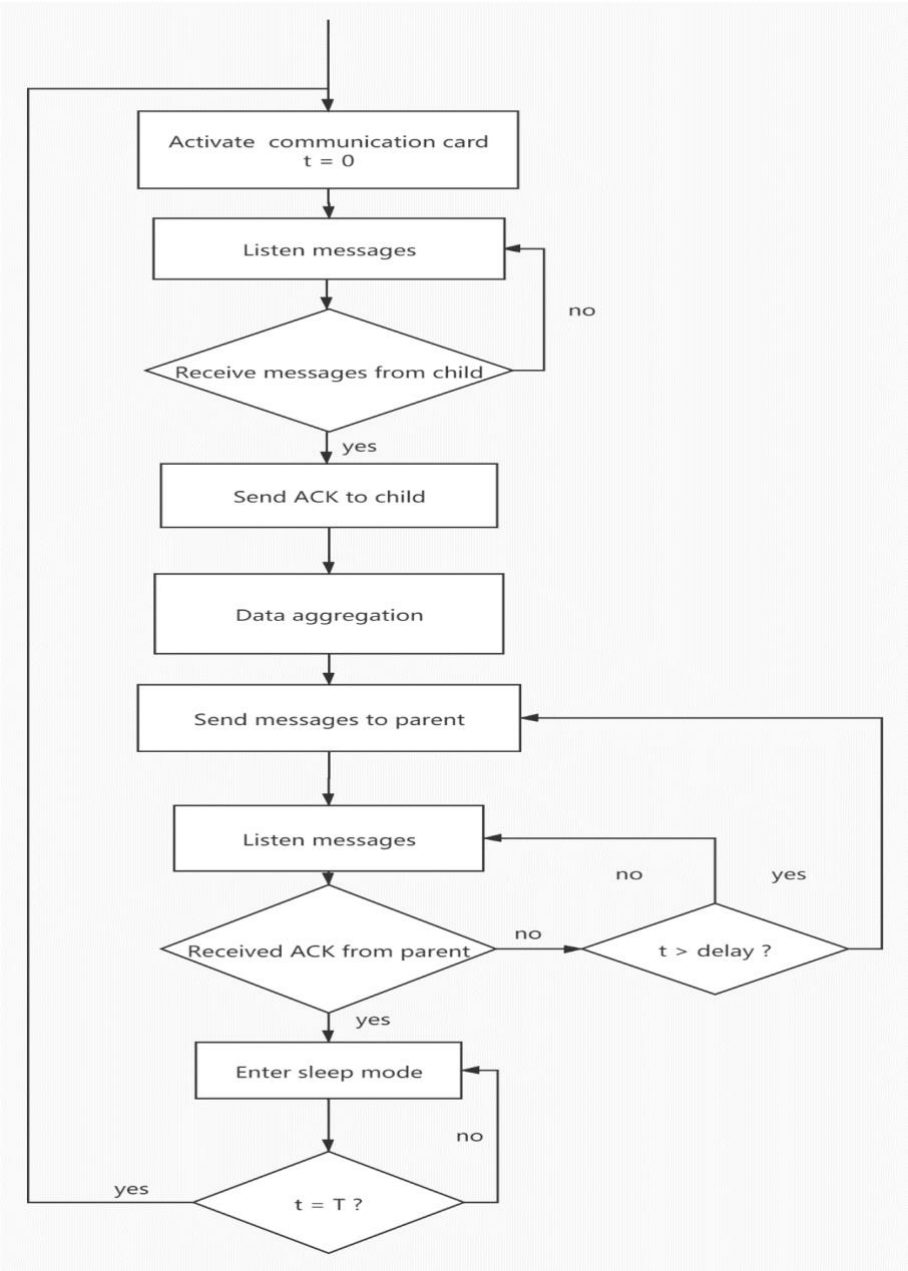 Activate communication card
t = 0
Listen messages
no
Receive messages from child
yes
Send ACK to child
Data aggregation
Send messages to parent
Listen messages
no
yes
Received ACK from parent
no
t > delay ?
yes
Enter sleep mode
no
yes
t = T ?